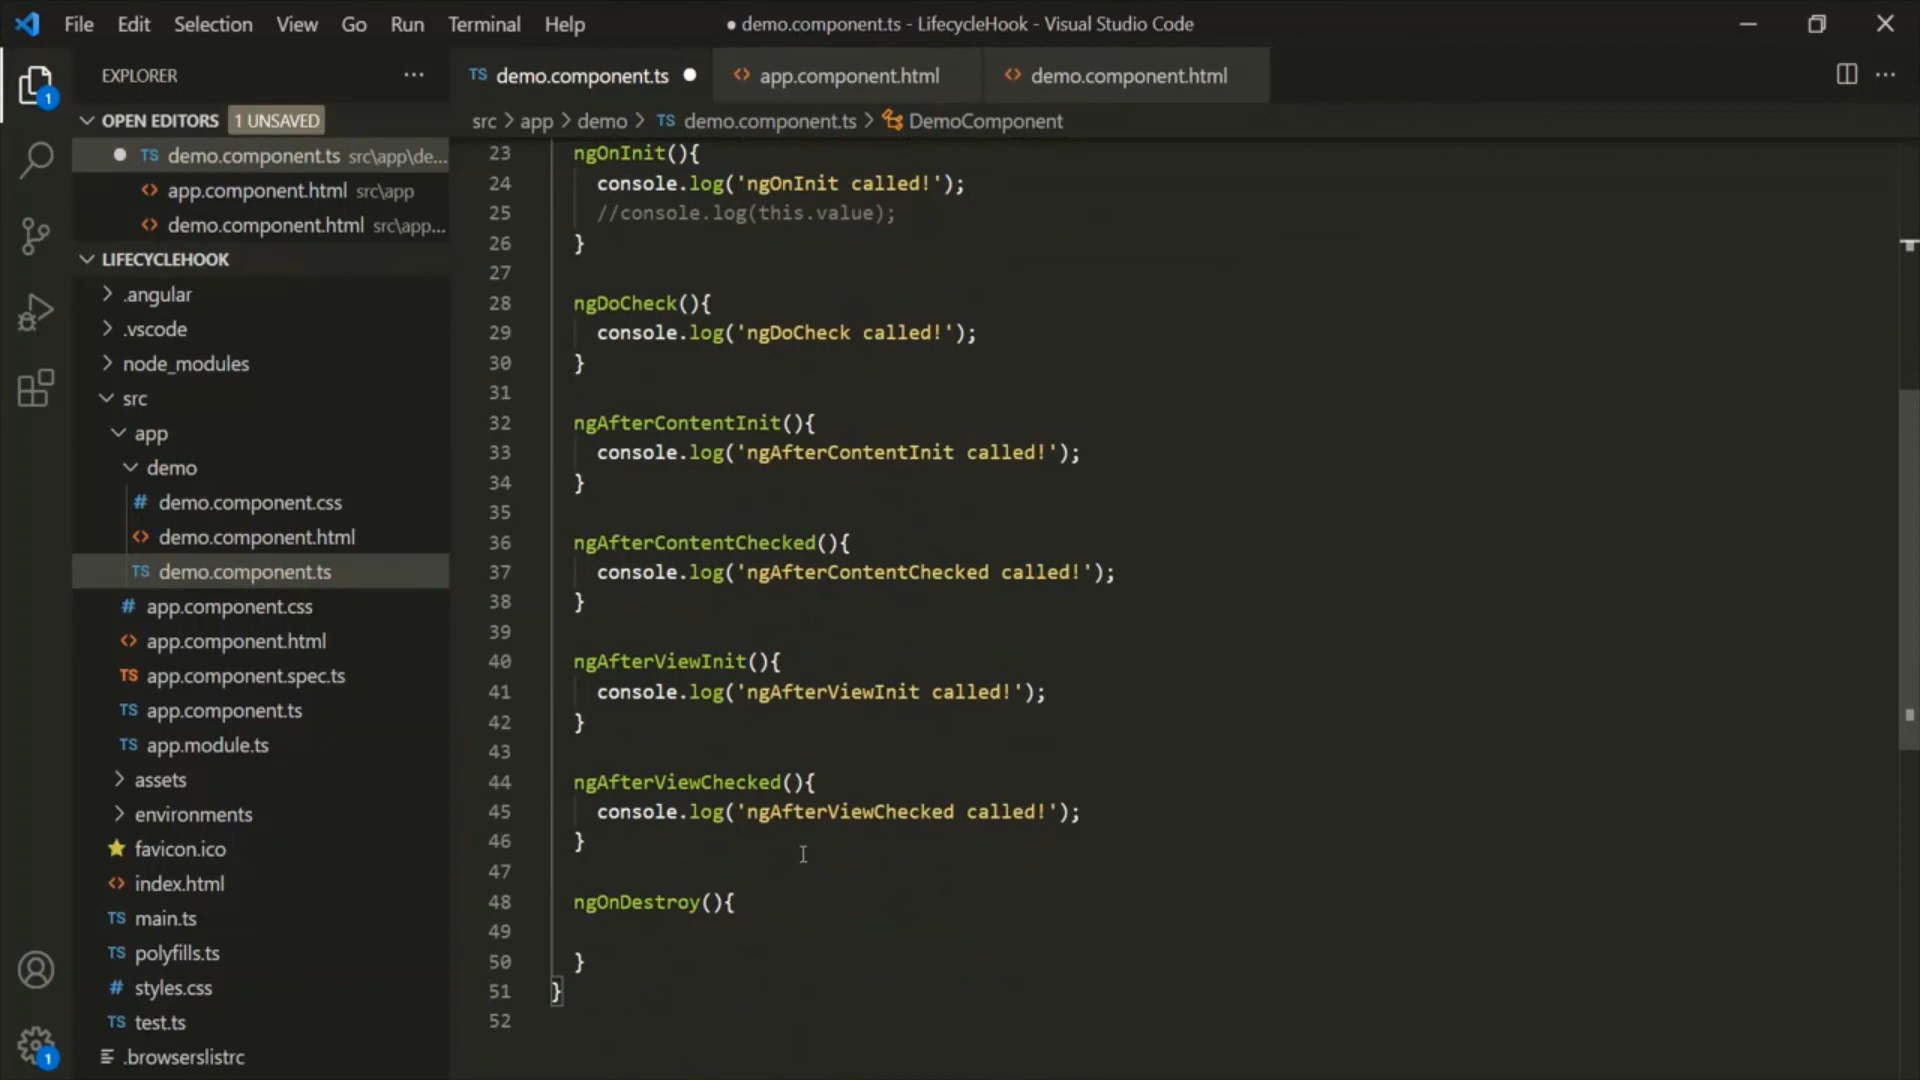 File Edit Selection View Go Run Terminal Help
● demo.component.ts - LifecycleHook - Visual Studio Code
EXPLORER
OPEN EDITORS 1 UNSAVED
TS demo.component.ts src\app\de...
app.component.html src\app
demo.component.html src\app...
LIFECYCLEHOOK
.angular
.vscode
node_modules
src
app
demo
# demo.component.css
<> demo.component.html
TS demo.component.ts
# app.component.css
<> app.component.html
TS app.component.spec.ts
TS app.component.ts
TS app.module.ts
assets
environments
favicon.ico
<> index.html
TS main.ts
TS polyfills.ts
# styles.css
TS test.ts
.browserslistrc
1
1
TS demo.component.ts ●
<> app.component.html
<> demo.component.html
src > app > demo > TS demo.component.ts > DemoComponent
23 ngOnInit(){
24 console.log('ngOnInit called!');
25 //console.log(this.value);
26 }
27
28 ngDoCheck(){
29 console.log('ngDoCheck called!');
30 }
31
32 ngAfterContentInit(){
33 console.log('ngAfterContentInit called!');
34 }
35
36 ngAfterContentChecked(){
37 console.log('ngAfterContentChecked called!');
38 }
39
40 ngAfterViewInit(){
41 console.log('ngAfterViewInit called!');
42 }
43
44 ngAfterViewChecked(){
45 console.log('ngAfterViewChecked called!');
46 }
47
48 ngOnDestroy(){
49
50 }
51 }
52